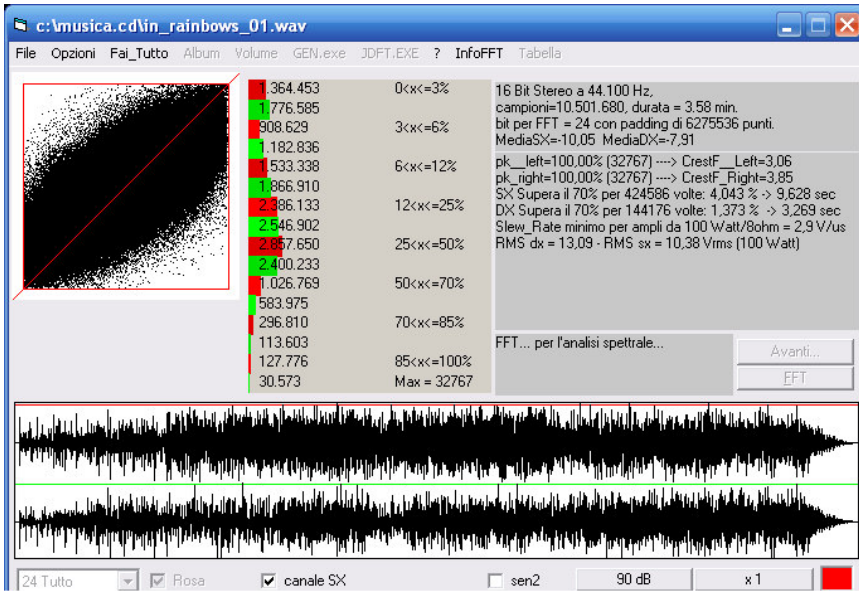 c:\musica.cd\in_rainbows_01.wav
File Opzioni Fai_Tutto Album Volume GEN.exe JDFT.EXE ? InfoFFT Tabella
1.364.453 0<x<=3%
1.776.585
908.629 3<x<=6%
1.182.836
1.533.338 6<x<=12%
1.866.910
2.386.133 12<x<=25%
2.546.902
2.857.650 25<x<=50%
2.400.233
1.026.769 50<x<=70%
583.975
296.810 70<x<=85%
113.603
127.776 85<x<=100%
30.573 Max = 32767
16 Bit Stereo a 44.100 Hz,
campioni=10.501.680, durata = 3.58 min.
bit per FFT = 24 con padding di 6275536 punti.
MediaSX=-10,05 MediaDX=-7,91
pk__left=100,00% (32767) ----> CrestF__Left=3,06
pk_right=100,00% (32767) ----> CrestF_Right=3,85
SX Supera il 70% per 424586 volte: 4,043 % -> 9,628 sec
DX Supera il 70% per 144176 volte: 1,373 % -> 3,269 sec
Slew_Rate minimo per ampli da 100 Watt/8ohm = 2,9 V/us
RMS dx = 13,09 - RMS sx = 10,38 Vrms (100 Watt)
FFT... per l'analisi spettrale...
Avanti...
FFT
24 Tutto Rosa canale SX sen2 90 dB x 1